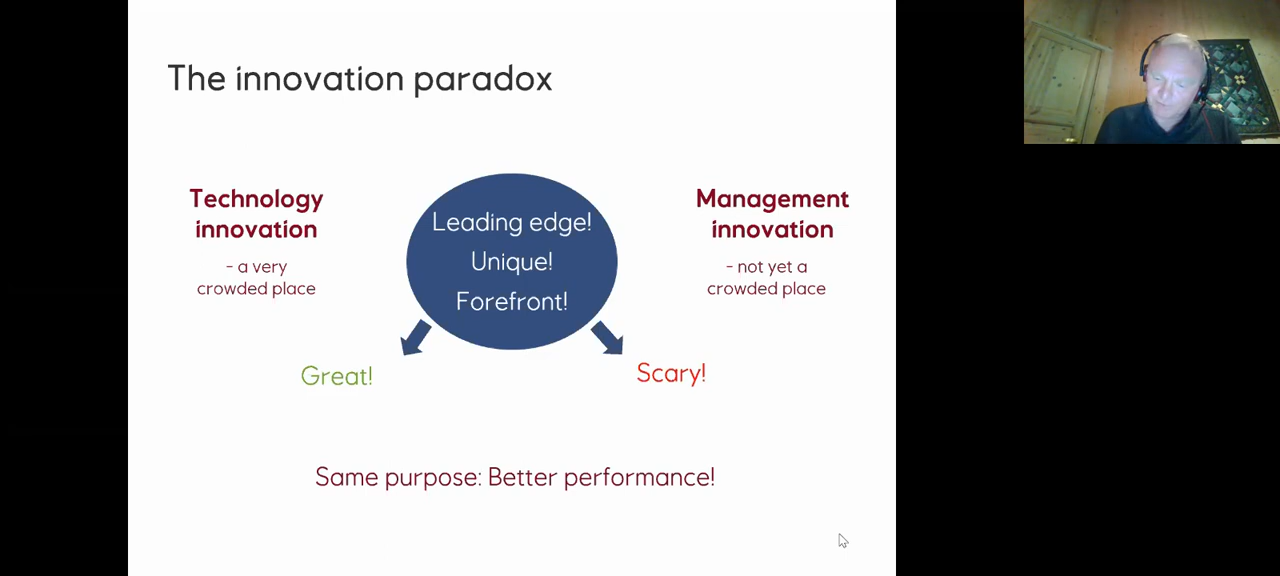 The innovation paradox
Technology
innovation
- a very
crowded place
Leading edge!
Unique!
Forefront!
Management
innovation
- not yet a
crowded place
Great!
Scary!
Same purpose: Better performance!